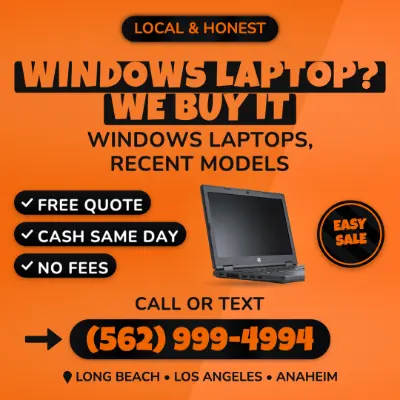 LOCAL & HONEST
WINDOWS LAPTOP?
WE BUY IT
WINDOWS LAPTOPS,
RECENT MODELS
FREE QUOTE
CASH SAME DAY
NO FEES
EASY
SALE
CALL OR TEXT
(562) 999-4994
LONG BEACH • LOS ANGELES • ANAHEIM